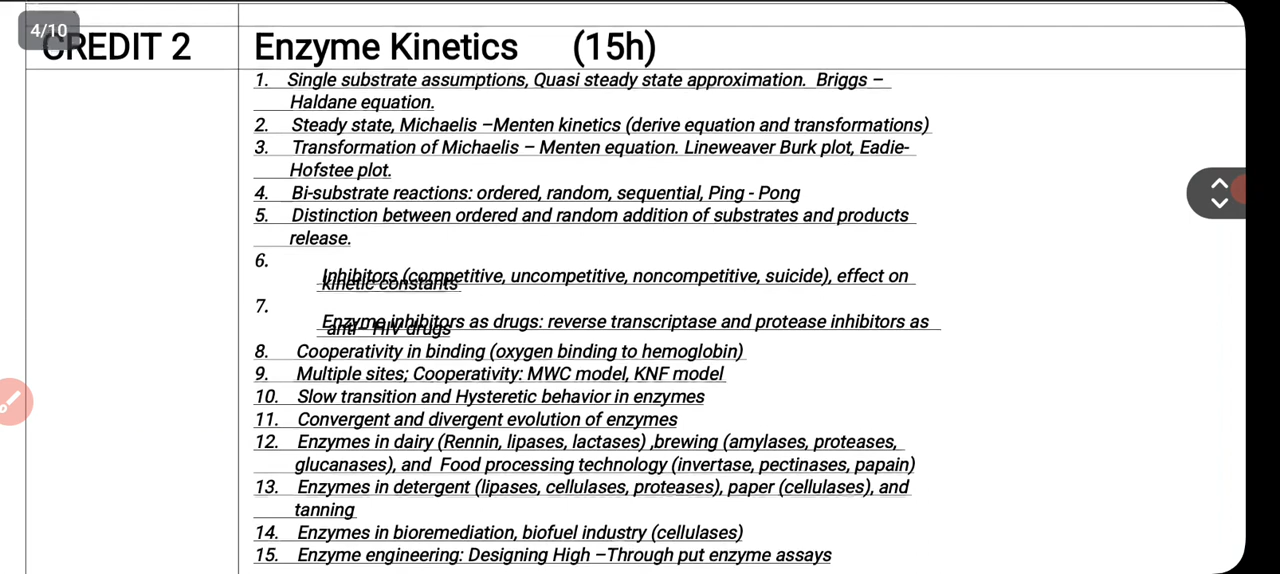 4/10
CREDIT 2
Enzyme Kinetics (15h)
1. Single substrate assumptions, Quasi steady state approximation. Briggs –
Haldane equation.
2. Steady state, Michaelis –Menten kinetics (derive equation and transformations)
3. Transformation of Michaelis – Menten equation. Lineweaver Burk plot, Eadie-
Hofstee plot.
4. Bi-substrate reactions: ordered, random, sequential, Ping - Pong
5. Distinction between ordered and random addition of substrates and products
release.
6.
Inhibitors (competitive, uncompetitive, noncompetitive, suicide), effect on
kinetic constants
7.
Enzyme inhibitors as drugs: reverse transcriptase and protease inhibitors as
anti– HIV drugs
8. Cooperativity in binding (oxygen binding to hemoglobin)
9. Multiple sites; Cooperativity: MWC model, KNF model
10. Slow transition and Hysteretic behavior in enzymes
11. Convergent and divergent evolution of enzymes
12. Enzymes in dairy (Rennin, lipases, lactases) ,brewing (amylases, proteases,
glucanases), and Food processing technology (invertase, pectinases, papain)
13. Enzymes in detergent (lipases, cellulases, proteases), paper (cellulases), and
tanning
14. Enzymes in bioremediation, biofuel industry (cellulases)
15. Enzyme engineering: Designing High –Through put enzyme assays